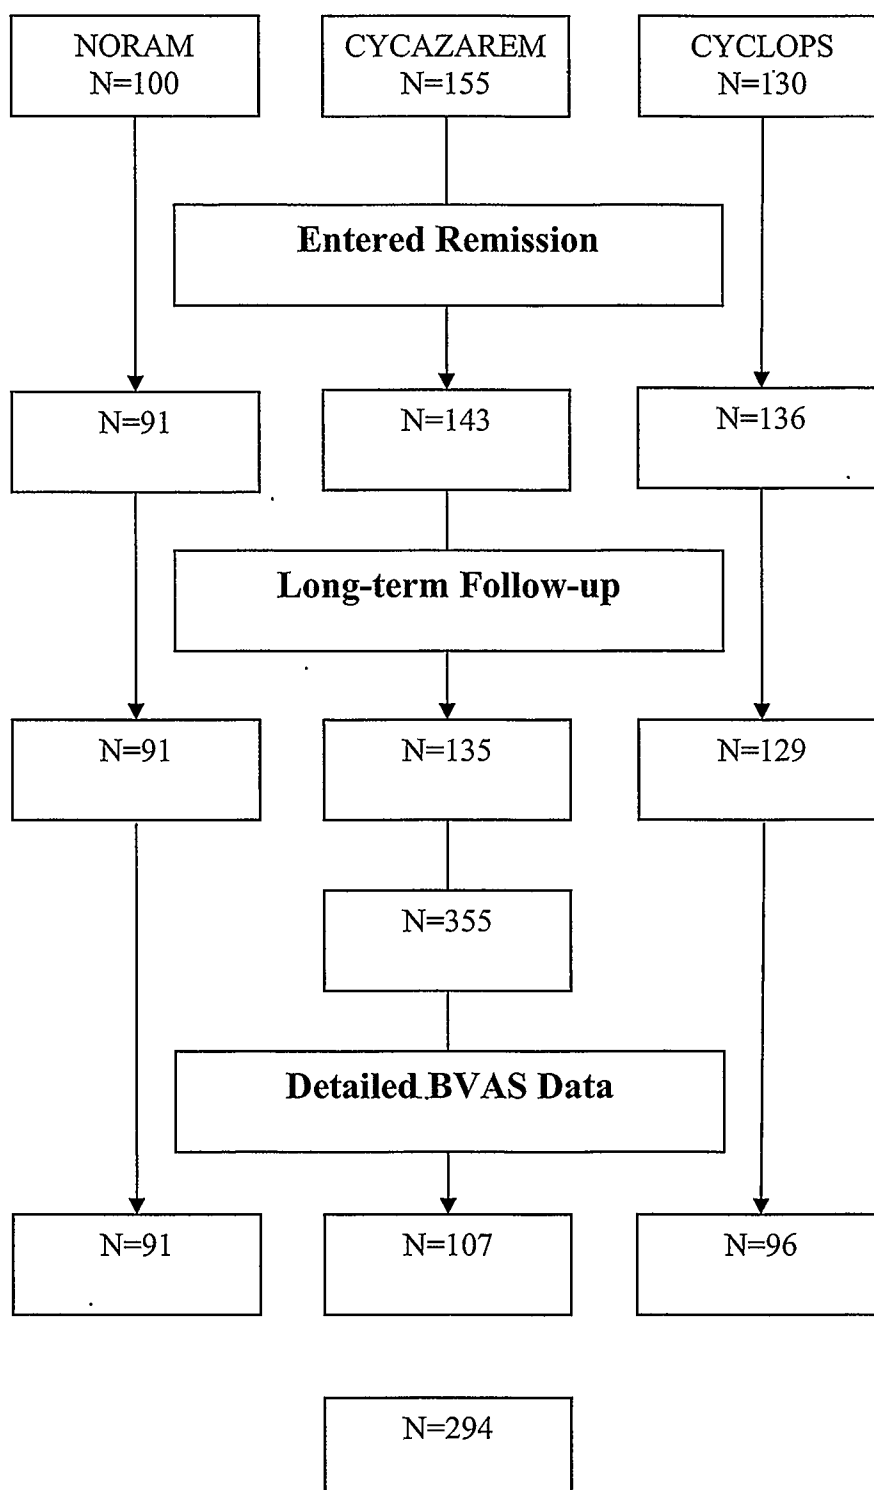 NORAM
N=100
CYCAZAREM
N=155
CYCLOPS
N=130
Entered Remission
N=91
N=143
N=136
Long-term Follow-up
N=91
N=135
N=129
N=355
Detailed BVAS Data
N=91
N=107
N=96
N=294